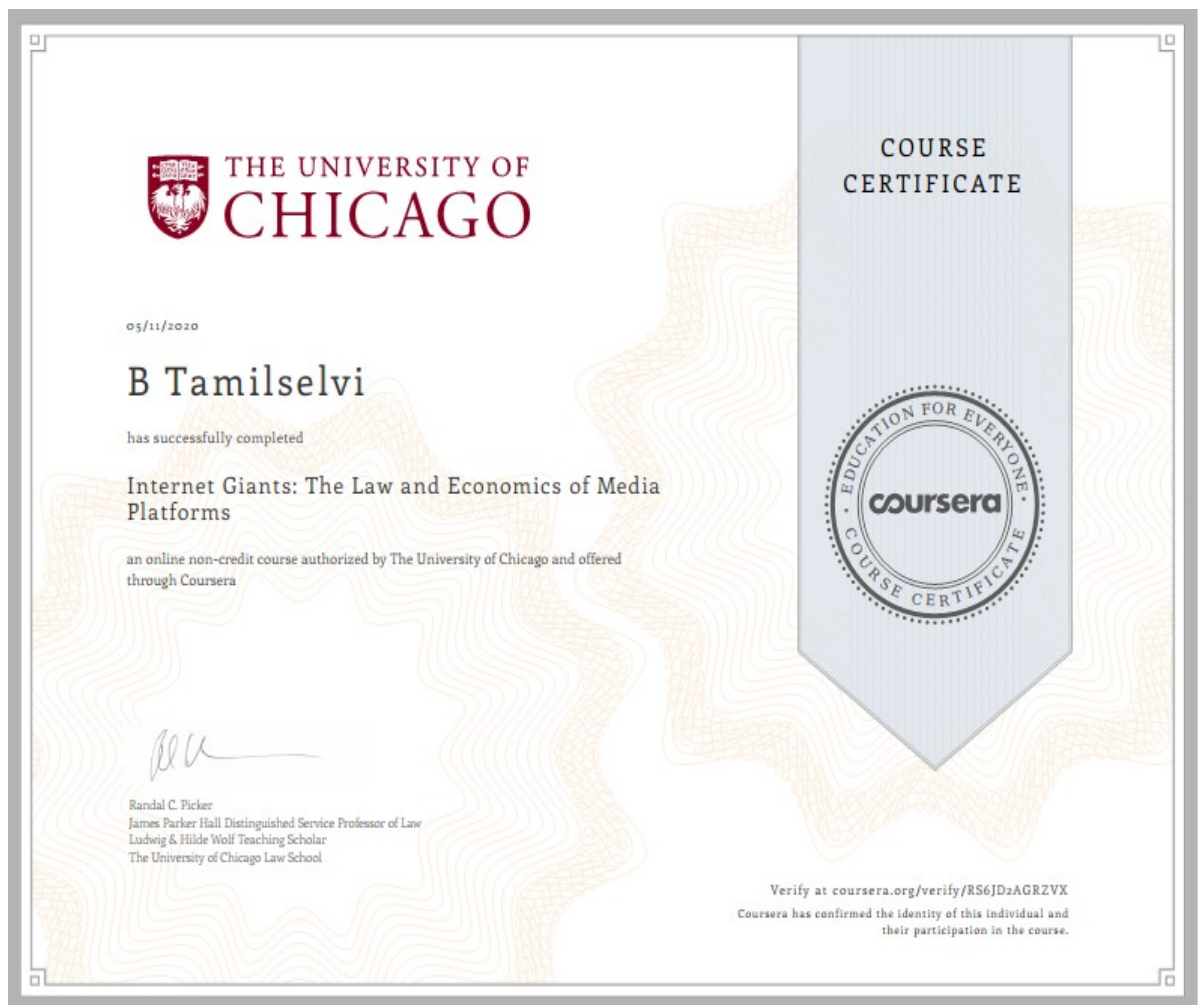 THE UNIVERSITY OF
CHICAGO
COURSE
CERTIFICATE
05/11/2020
B Tamilselvi
has successfully completed
Internet Giants: The Law and Economics of Media
Platforms
an online non-credit course authorized by The University of Chicago and offered
through Coursera
EDUCATION FOR EVERYONE
coursera
COURSE CERTIFICATE
Randal C. Picker
James Parker Hall Distinguished Service Professor of Law
Ludwig & Hilde Wolf Teaching Scholar
The University of Chicago Law School
Verify at coursera.org/verify/RS6JD2AGRZVX
Coursera has confirmed the identity of this individual and
their participation in the course.